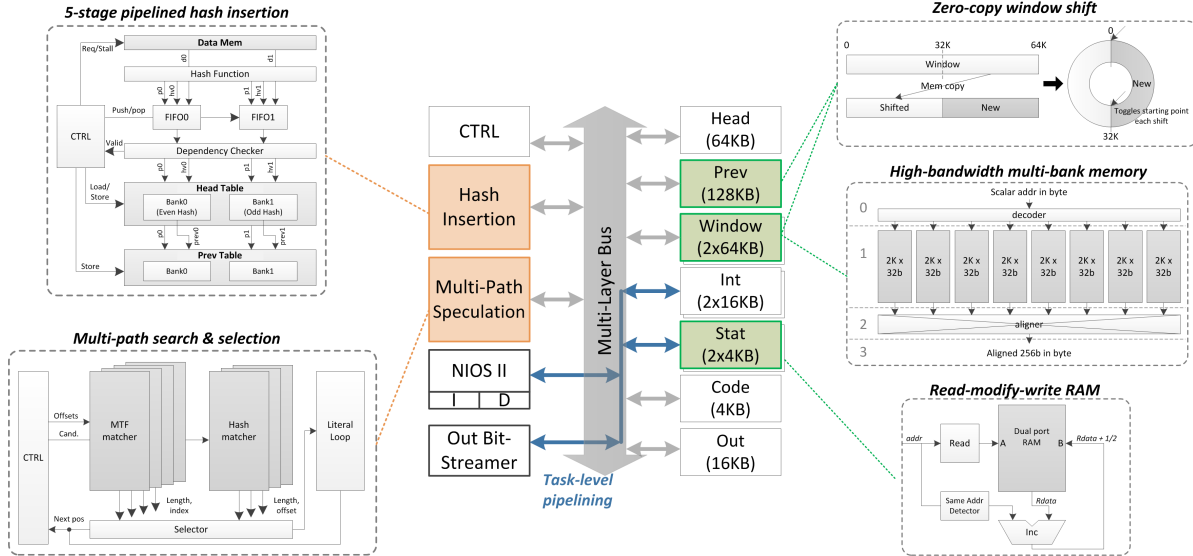 5-stage pipelined hash insertion
Data Mem
Req/Stall
d0
d1
Hash Function
p0
hv0
p1
hv1
Push/pop
FIFO0
FIFO1
CTRL
Valid
Dependency Checker
p0
hv0
p1
hv1
Load/
Store
Head Table
Bank0
(Even Hash)
Bank1
(Odd Hash)
p0
prev0
p1
prev1
Prev Table
Store
Bank0
Bank1
Multi-path search & selection
Offsets
Cand.
MTF
matcher
Hash
matcher
Literal
Loop
CTRL
Length,
index
Length,
offset
Next pos
Selector
CTRL
Hash
Insertion
Multi-Path
Speculation
NIOS II
I
D
Out Bit-
Streamer
Multi-Layer Bus
Task-level
pipelining
Head
(64KB)
Prev
(128KB)
Window
(2x64KB)
Int
(2x16KB)
Stat
(2x4KB)
Code
(4KB)
Out
(16KB)
Zero-copy window shift
0
32K
64K
Window
Mem copy
Shifted
New
0
New
Toggles starting point
each shift
32K
High-bandwidth multi-bank memory
Scalar addr in byte
0
decoder
1
2K x
32b
2K x
32b
2K x
32b
2K x
32b
2K x
32b
2K x
32b
2K x
32b
2K x
32b
2
aligner
3
Aligned 256b in byte
Read-modify-write RAM
addr
Read
A
Dual port
RAM
B
Rdata + 1/2
Same Addr
Detector
Rdata
Inc